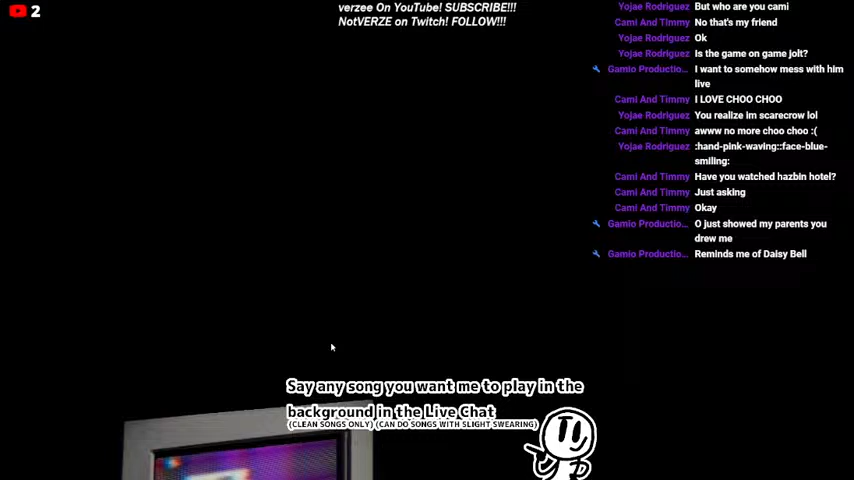 2
verzee On YouTube! SUBSCRIBE!!!
NotVERZE on Twitch! FOLLOW!!!
Yojae Rodriguez But who are you cami
Cami And Timmy No that's my friend
Yojae Rodriguez Ok
Yojae Rodriguez Is the game on game jolt?
Gamio Productio... I want to somehow mess with him
live
Cami And Timmy I LOVE CHOO CHOO
Yojae Rodriguez You realize im scarecrow lol
Cami And Timmy awww no more choo choo :(
Yojae Rodriguez :hand-pink-waving::face-blue-
smiling:
Cami And Timmy Have you watched hazbin hotel?
Cami And Timmy Just asking
Cami And Timmy Okay
Gamio Productio... O just showed my parents you
drew me
Gamio Productio... Reminds me of Daisy Bell
Say any song you want me to play in the
background in the Live Chat
(CLEAN SONGS ONLY) (CAN DO SONGS WITH SLIGHT SWEARING)